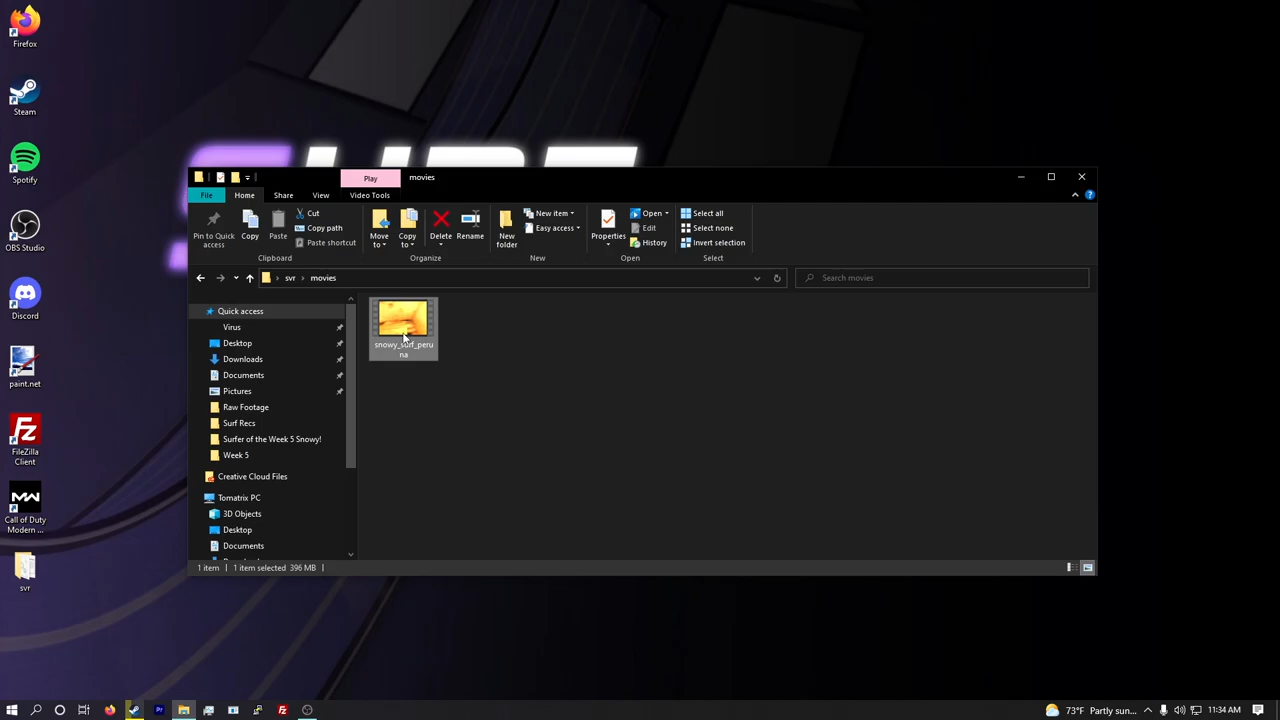 Firefox
Steam
Spotify
OBS Studio
Discord
paint.net
FileZilla
Client
Call of Duty
Modern ...
svr
Play
movies
File
Home
Share
View
Video Tools
Pin to Quick
access
Copy
Paste
Cut
Copy path
Paste shortcut
Clipboard
Move
to
Copy
to
Delete
Rename
Organize
New
folder
New item
Easy access
New
Properties
Open
Edit
History
Open
Select all
Select none
Invert selection
Select
svr
movies
Search movies
Quick access
Virus
Desktop
Downloads
Documents
Pictures
Raw Footage
Surf Recs
Surfer of the Week 5 Snowy!
Week 5
Creative Cloud Files
Tomatrix PC
3D Objects
Desktop
Documents
snowy_surf_peru
na
1 item
1 item selected 396 MB
73°F Partly sun...
11:34 AM